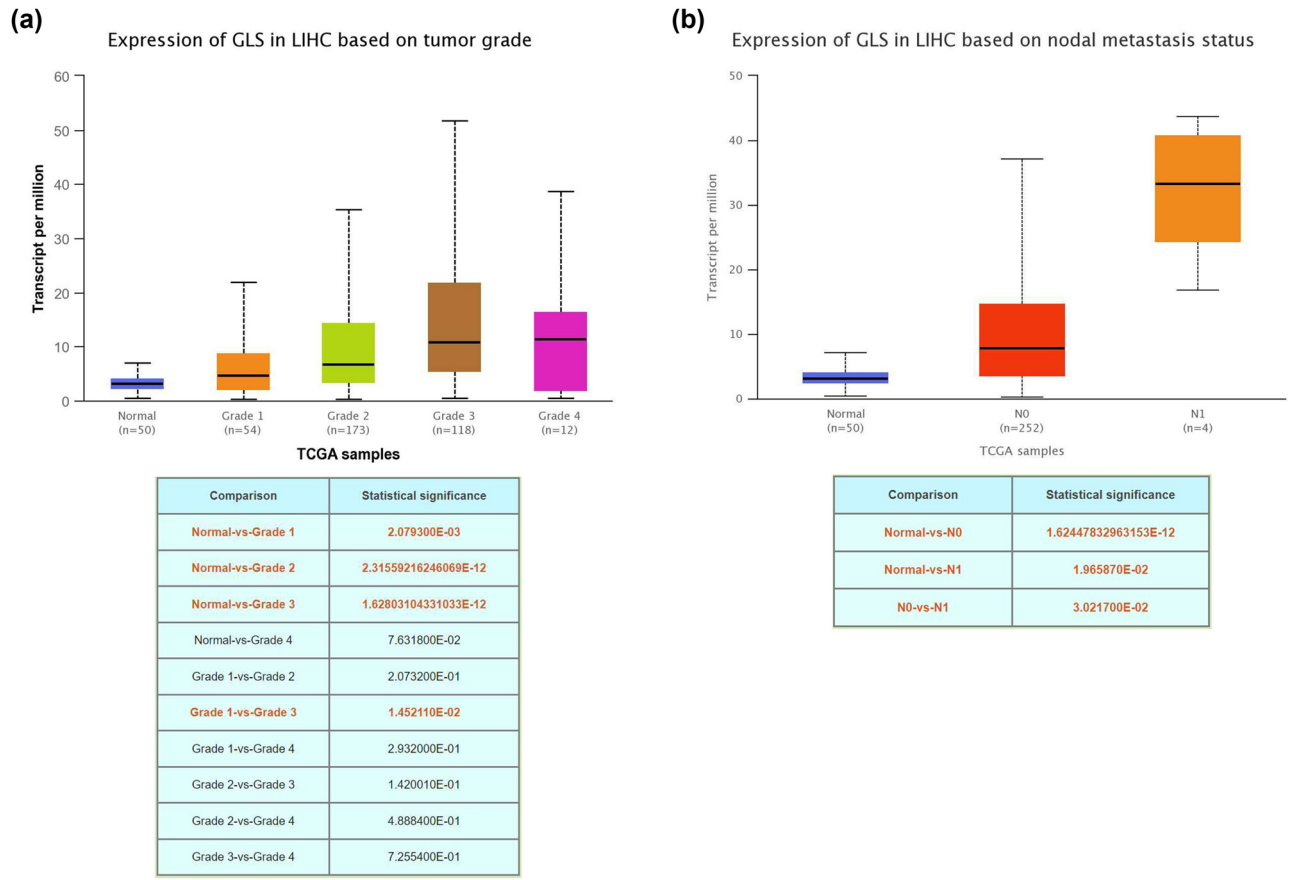 (a)
Expression of GLS in LIHC based on tumor grade
Transcript per million
60
50
40
30
20
10
0
Normal Grade 1 Grade 2 Grade 3 Grade 4
(n=50) (n=54) (n=173) (n=118) (n=12)
TCGA samples
Comparison Statistical significance
Normal-vs-Grade 1 2.079300E-03
Normal-vs-Grade 2 2.31559216246069E-12
Normal-vs-Grade 3 1.62803104331033E-12
Normal-vs-Grade 4 7.631800E-02
Grade 1-vs-Grade 2 2.073200E-01
Grade 1-vs-Grade 3 1.452110E-02
Grade 1-vs-Grade 4 2.932000E-01
Grade 2-vs-Grade 3 1.420010E-01
Grade 2-vs-Grade 4 4.888400E-01
Grade 3-vs-Grade 4 7.255400E-01
(b)
Expression of GLS in LIHC based on nodal metastasis status
Transcript per million
50
40
30
20
10
0
Normal N0 N1
(n=50) (n=252) (n=4)
TCGA samples
Comparison Statistical significance
Normal-vs-N0 1.62447832963153E-12
Normal-vs-N1 1.965870E-02
N0-vs-N1 3.021700E-02